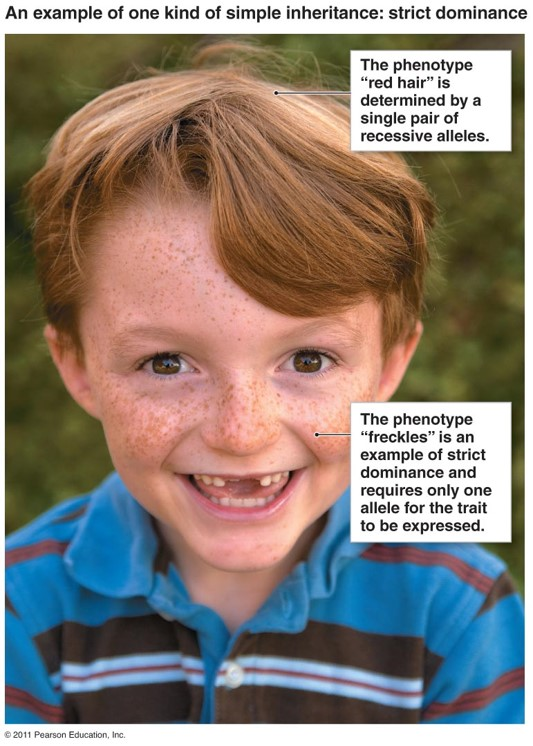 An example of one kind of simple inheritance: strict dominance
The phenotype
“red hair” is
determined by a
single pair of
recessive alleles.
The phenotype
“freckles” is an
example of strict
dominance and
requires only one
allele for the trait
to be expressed.
© 2011 Pearson Education, Inc.